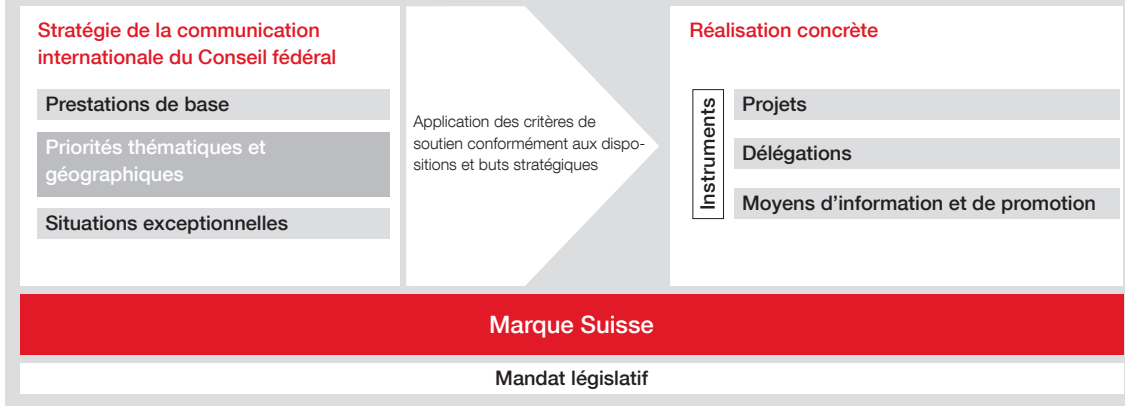 Stratégie de la communication
internationale du Conseil fédéral
Prestations de base
Priorités thématiques et
géographiques
Situations exceptionnelles
Application des critères de
soutien conformément aux dispo-
sitions et buts stratégiques
Réalisation concrète
Instruments
Projets
Délégations
Moyens d'information et de promotion
Marque Suisse
Mandat législatif